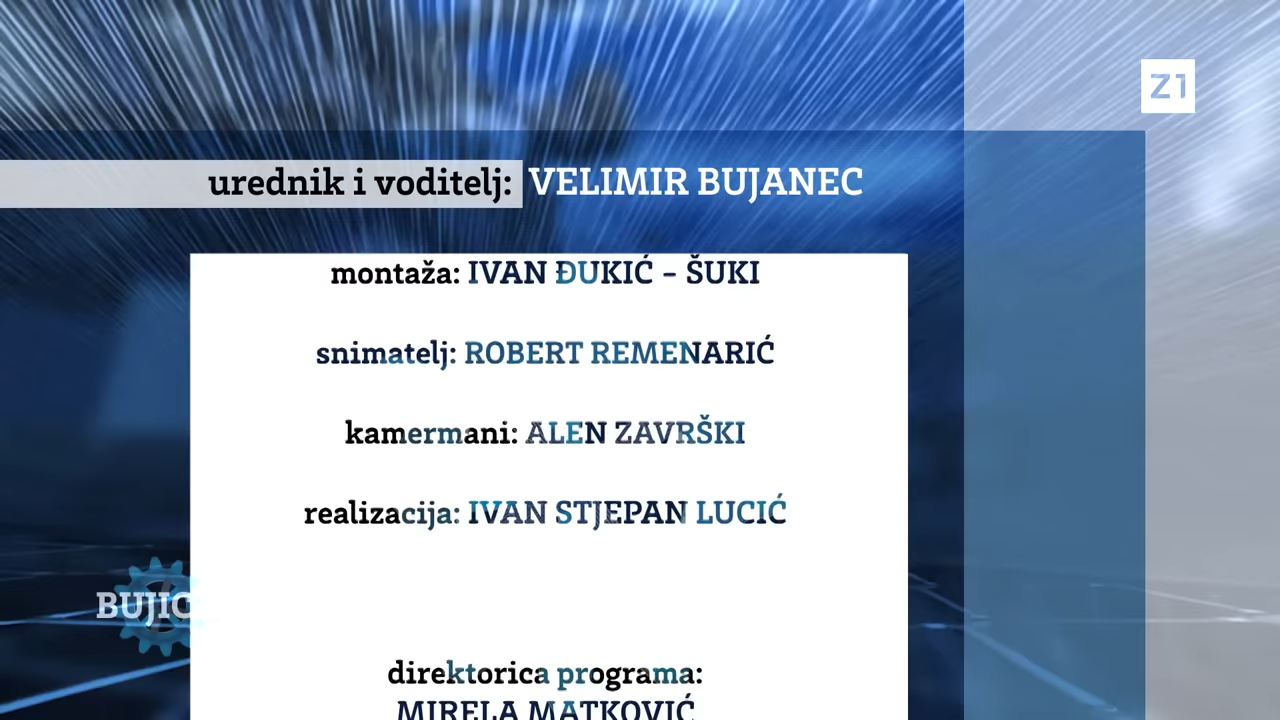 Z1
urednik i voditelj: VELIMIR BUJANEC
montaža: IVAN ĐUKIĆ – ŠUKI
snimatelj: ROBERT REMENARIĆ
kamermani: ALEN ZAVRŠKI
realizacija: IVAN STJEPAN LUCIĆ
BUJIC
direktorica programa:
MIRELA MATKOVIĆ